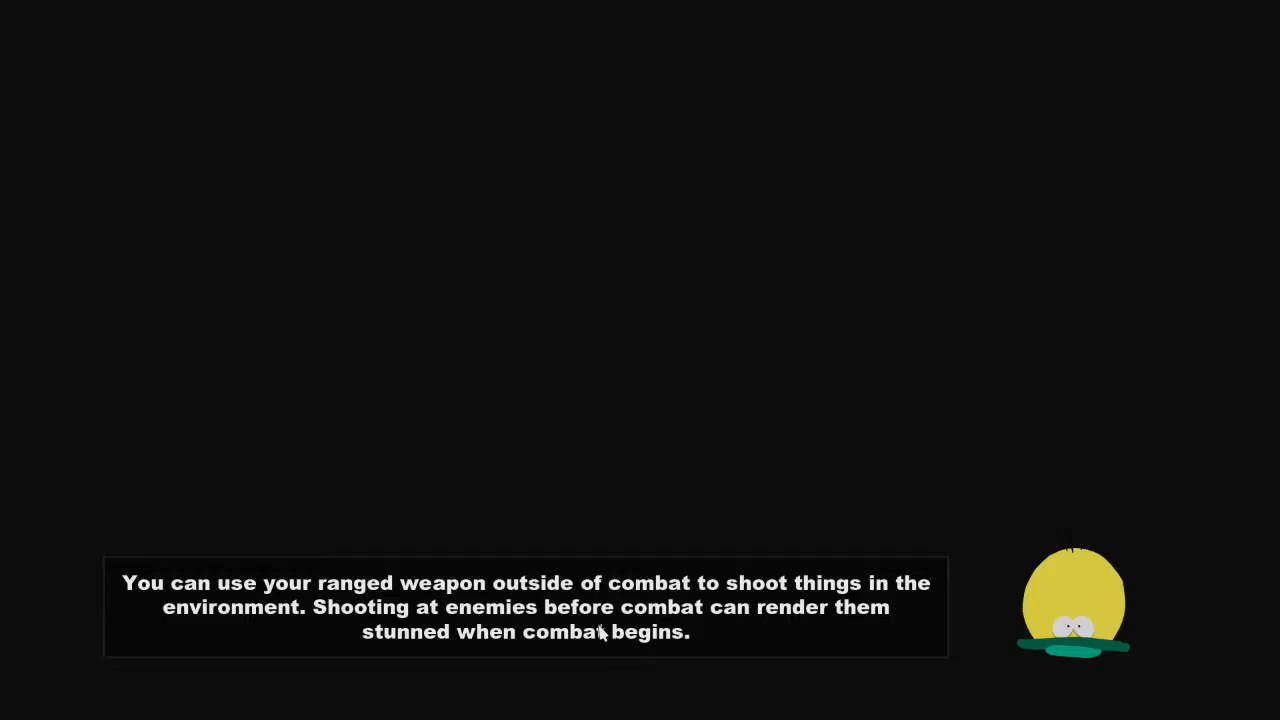 You can use your ranged weapon outside of combat to shoot things in the
environment. Shooting at enemies before combat can render them
stunned when combat begins.